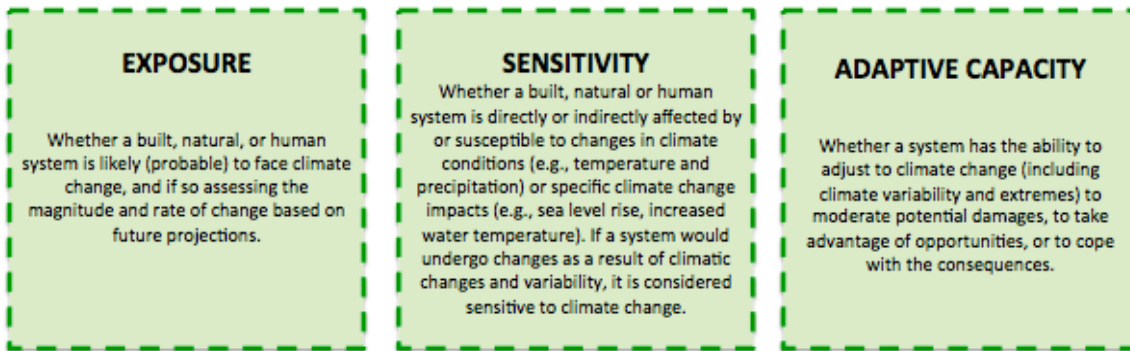 EXPOSURE
Whether a built, natural, or human
system is likely (probable) to face climate
change, and if so assessing the
magnitude and rate of change based on
future projections.
SENSITIVITY
Whether a built, natural or human
system is directly or indirectly affected by
or susceptible to changes in climate
conditions (e.g., temperature and
precipitation) or specific climate change
impacts (e.g., sea level rise, increased
water temperature). If a system would
undergo changes as a result of climatic
changes and variability, it is considered
sensitive to climate change.
ADAPTIVE CAPACITY
Whether a system has the ability to
adjust to climate change (including
climate variability and extremes) to
moderate potential damages, to take
advantage of opportunities, or to cope
with the consequences.